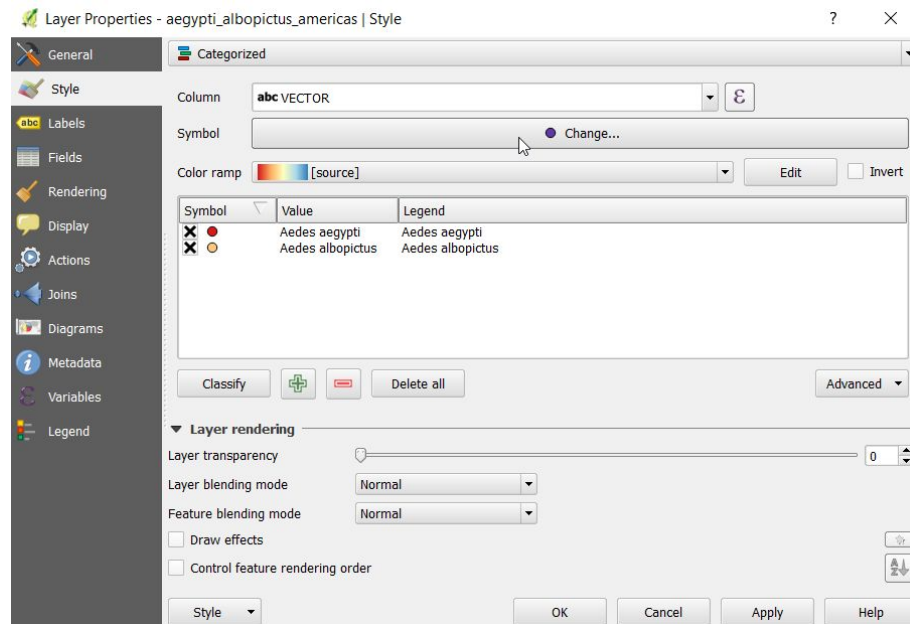 Layer Properties - aegypti_albopictus_americas | Style
General
Style
abc Labels
Fields
Rendering
Display
Actions
Joins
Diagrams
Metadata
Variables
Legend
Categorized
Column abc VECTOR ε
Symbol Change...
Color ramp [source] Edit Invert
Symbol Value Legend
Aedes aegypti Aedes aegypti
Aedes albopictus Aedes albopictus
Classify Delete all Advanced
Layer rendering
Layer transparency 0
Layer blending mode Normal
Feature blending mode Normal
Draw effects
Control feature rendering order
Style OK Cancel Apply Help